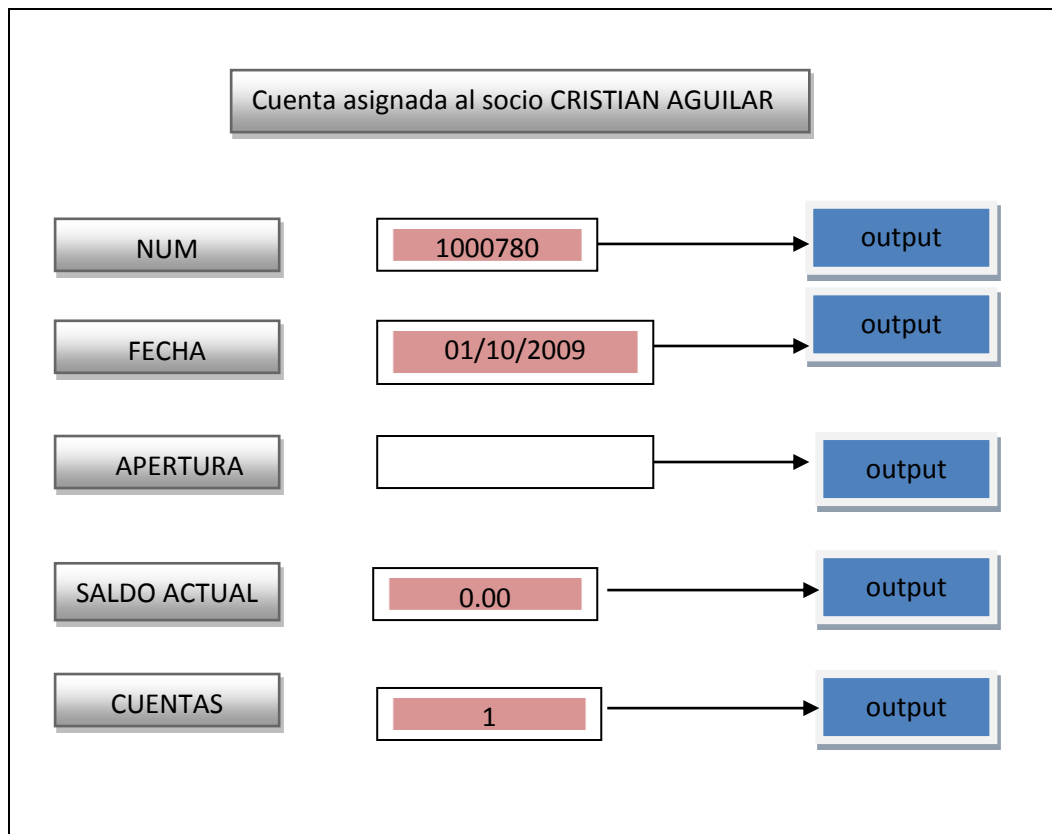 Cuenta asignada al socio CRISTIAN AGUILAR
NUM
1000780
output
FECHA
01/10/2009
output
APERTURA
output
SALDO ACTUAL
0.00
output
CUENTAS
1
output